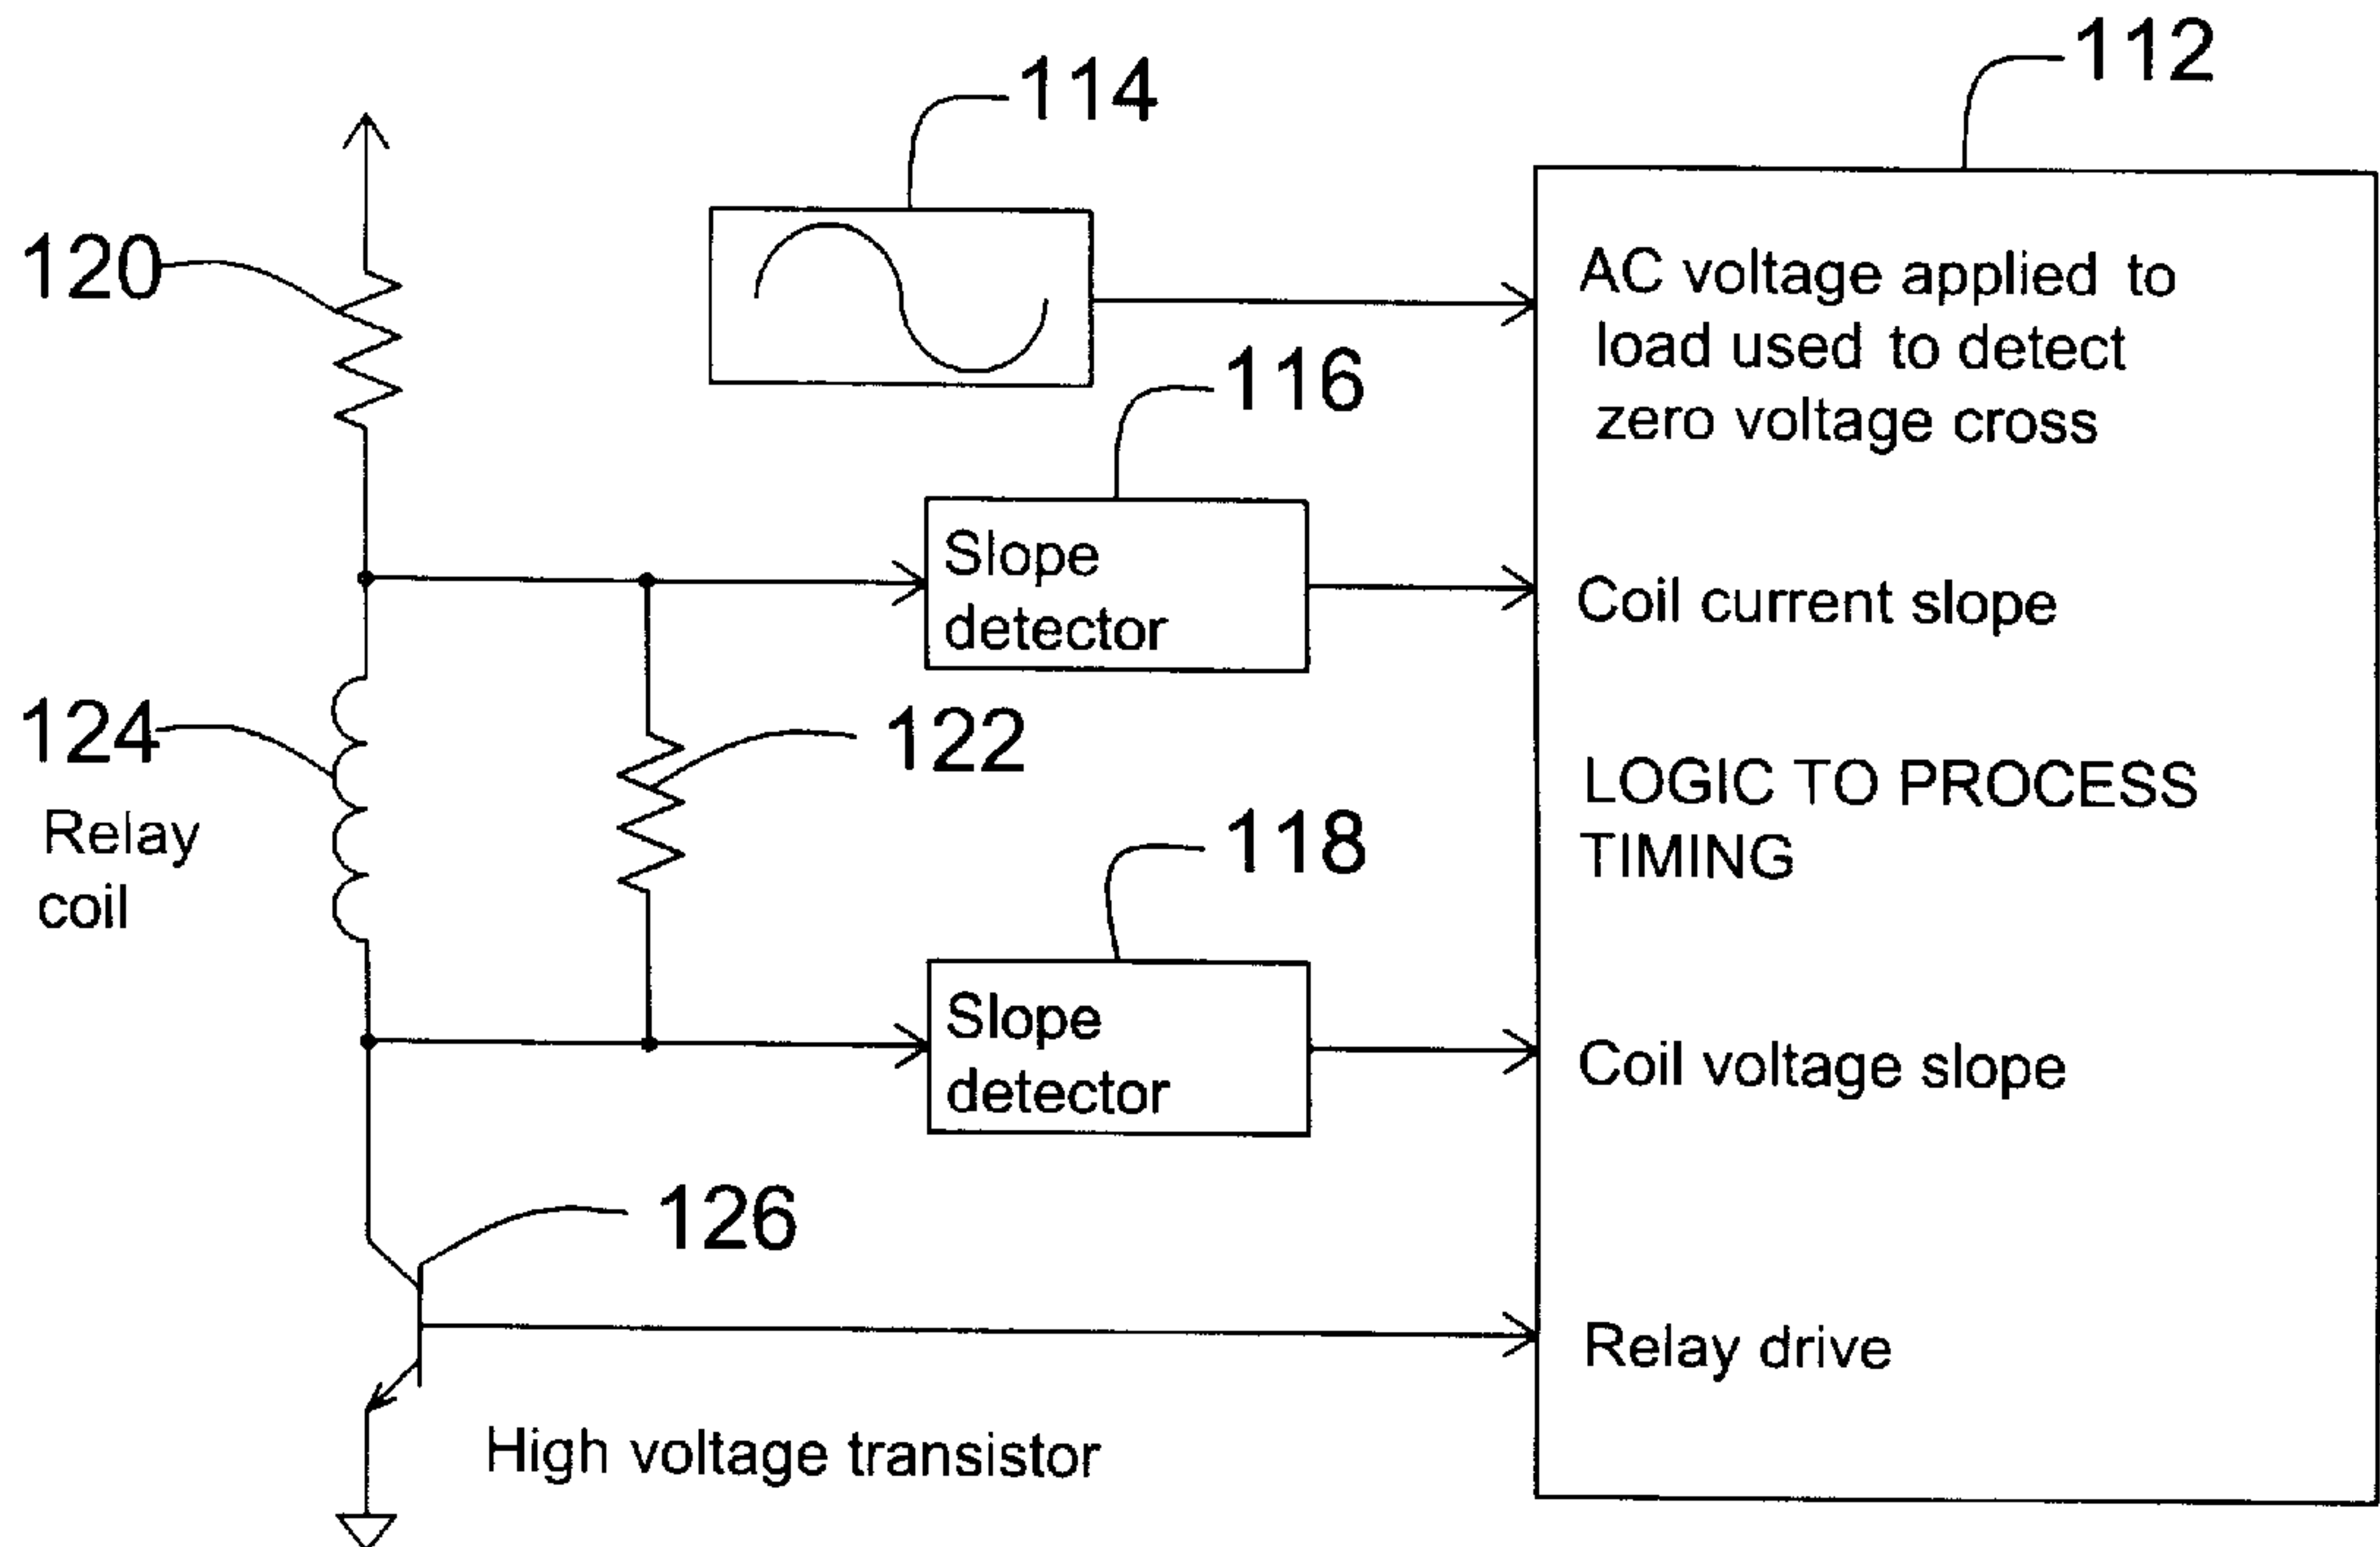 112
114
120
AC voltage applied to
load used to detect
zero voltage cross
116
Slope
detector
Coil current slope
124
122
Relay
coil
LOGIC TO PROCESS
TIMING
118
Slope
detector
Coil voltage slope
126
Relay drive
High voltage transistor